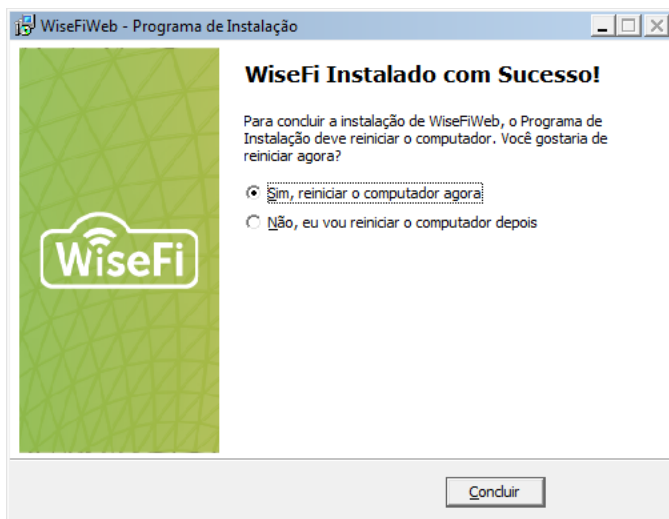 WiseFiWeb - Programa de Instalação
WiseFi Instalado com Sucesso!
Para concluir a instalação de WiseFiWeb, o Programa de
Instalação deve reiniciar o computador. Você gostaria de
reiniciar agora?
Sim, reiniciar o computador agora
Não, eu vou reiniciar o computador depois
WiseFi
Concluir